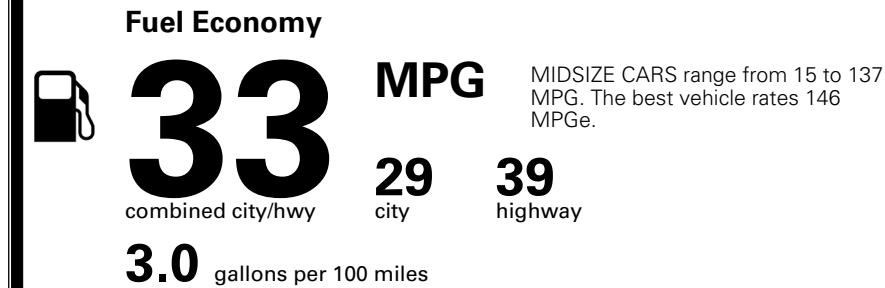 Fuel Economy
33 MPG
MIDSIZE CARS range from 15 to 137
MPG. The best vehicle rates 146
MPGe.
combined city/hwy
29
city
39
highway
3.0 gallons per 100 miles